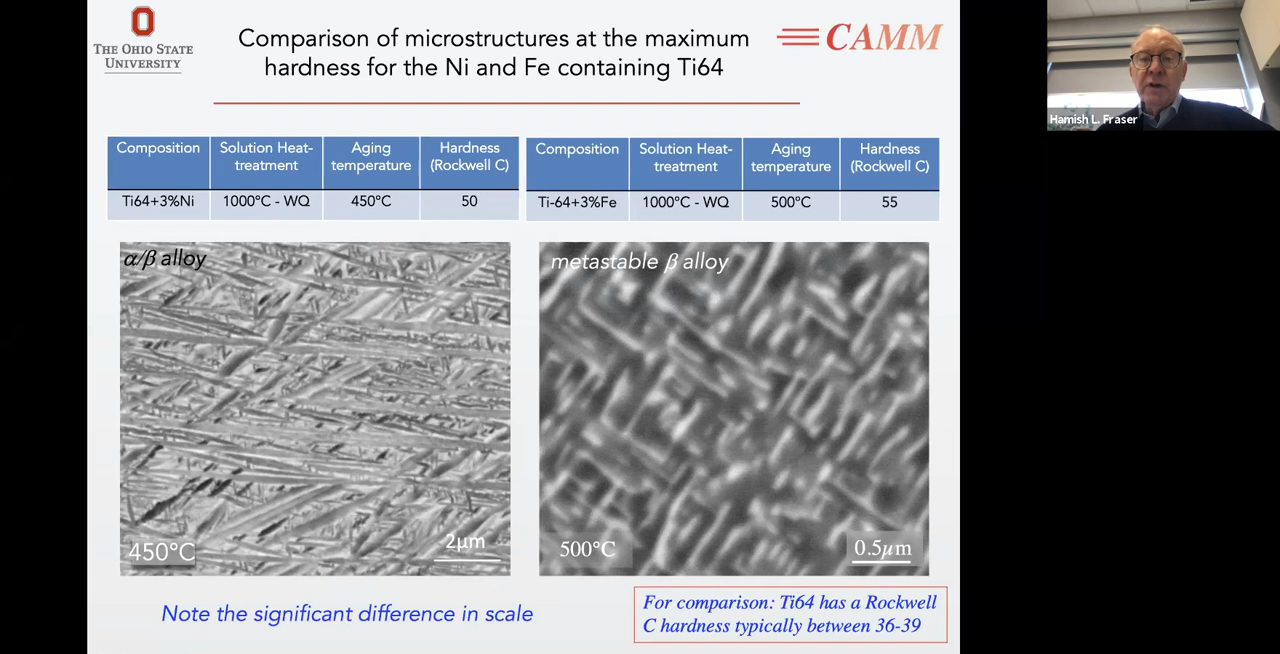 THE OHIO STATE
UNIVERSITY
Comparison of microstructures at the maximum
hardness for the Ni and Fe containing Ti64
CAMM
Hamish L. Fraser
Composition Solution Heat-treatment Aging temperature Hardness (Rockwell C)
Ti64+3%Ni 1000°C - WQ 450°C 50
Composition Solution Heat-treatment Aging temperature Hardness (Rockwell C)
Ti-64+3%Fe 1000°C - WQ 500°C 55
α/β alloy
450°C
2μm
metastable β alloy
500°C
0.5μm
Note the significant difference in scale
For comparison: Ti64 has a Rockwell
C hardness typically between 36-39